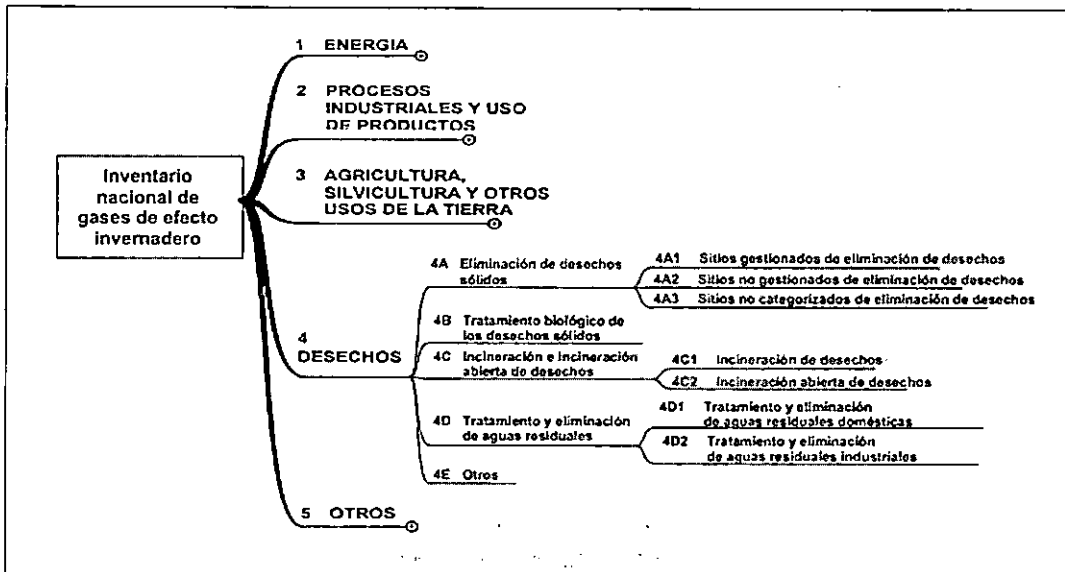 1 ENERGIA
2 PROCESOS
INDUSTRIALES Y USO
DE PRODUCTOS
Inventario
nacional de
gases de efecto
invernadero
3 AGRICULTURA,
SILVICULTURA Y OTROS
USOS DE LA TIERRA
4
DESECHOS
4A Eliminación de desechos
sólidos
4A1 Sitios gestionados de eliminación de desechos
4A2 Sitios no gestionados de eliminación de desechos
4A3 Sitios no categorizados de eliminación de desechos
4B Tratamiento biológico de
los desechos sólidos
4C Incineración e incineración
abierta de desechos
4C1 Incineración de desechos
4C2 Incineración abierta de desechos
4D Tratamiento y eliminación
de aguas residuales
4D1 Tratamiento y eliminación
de aguas residuales domésticas
4D2 Tratamiento y eliminación
de aguas residuales industriales
4E Otros
5 OTROS